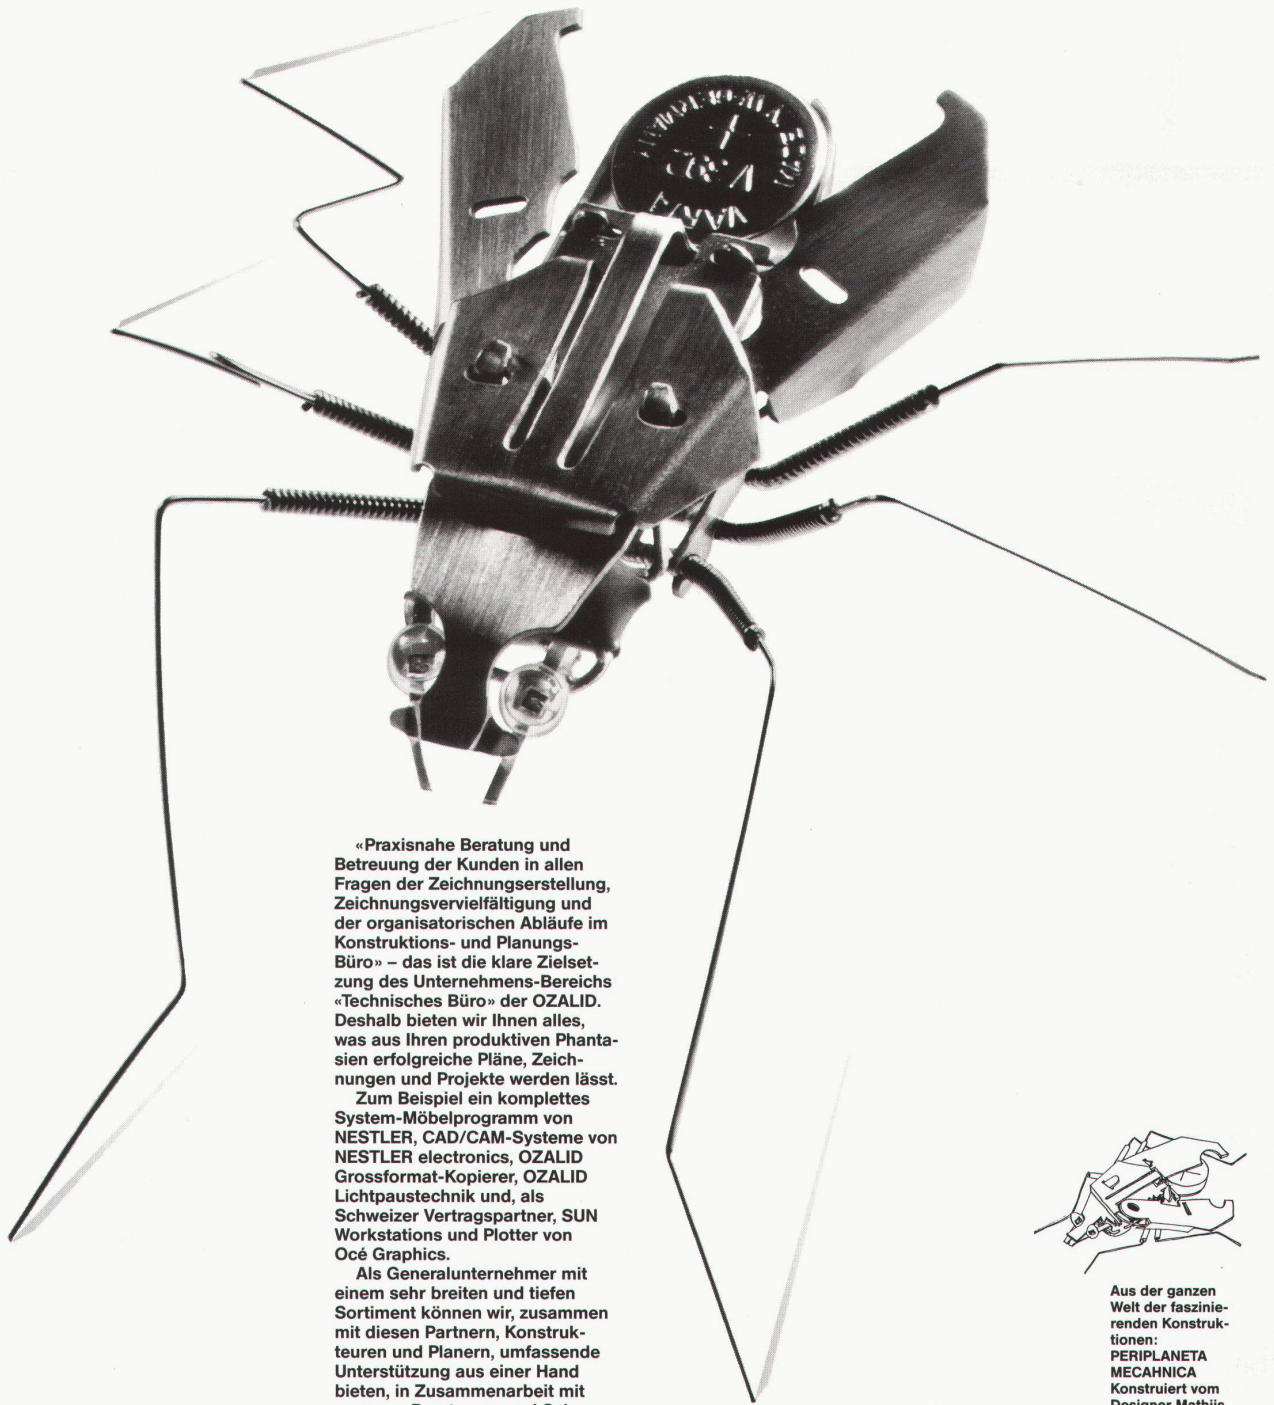 «Praxisnahe Beratung und
Betreuung der Kunden in allen
Fragen der Zeichnungserstellung,
Zeichnungsvervielfältigung und
der organisatorischen Abläufe im
Konstruktions- und Planungs-
Büro» – das ist die klare Zielset-
zung des Unternehmens-Bereichs
«Technisches Büro» der OZALID.
Deshalb bieten wir Ihnen alles,
was aus Ihren produktiven Phanta-
sien erfolgreiche Pläne, Zeich-
nungen und Projekte werden lässt.
Zum Beispiel ein komplettes
System-Möbelprogramm von
NESTLER, CAD/CAM-Systeme von
NESTLER electronics, OZALID
Grossformat-Kopierer, OZALID
Lichtpaustechnik und, als
Schweizer Vertragspartner, SUN
Workstations und Plotter von
Océ Graphics.
Als Generalunternehmer mit
einem sehr breiten und tiefen
Sortiment können wir, zusammen
mit diesen Partnern, Konstruk-
teuren und Planern, umfassende
Unterstützung aus einer Hand
bieten, in Zusammenarbeit mit
Aus der ganzen
Welt der faszinie-
renden Konstruk-
tionen:
PERIPLANETA
MECAHNICA
Konstruiert vom
Designer Mathijs